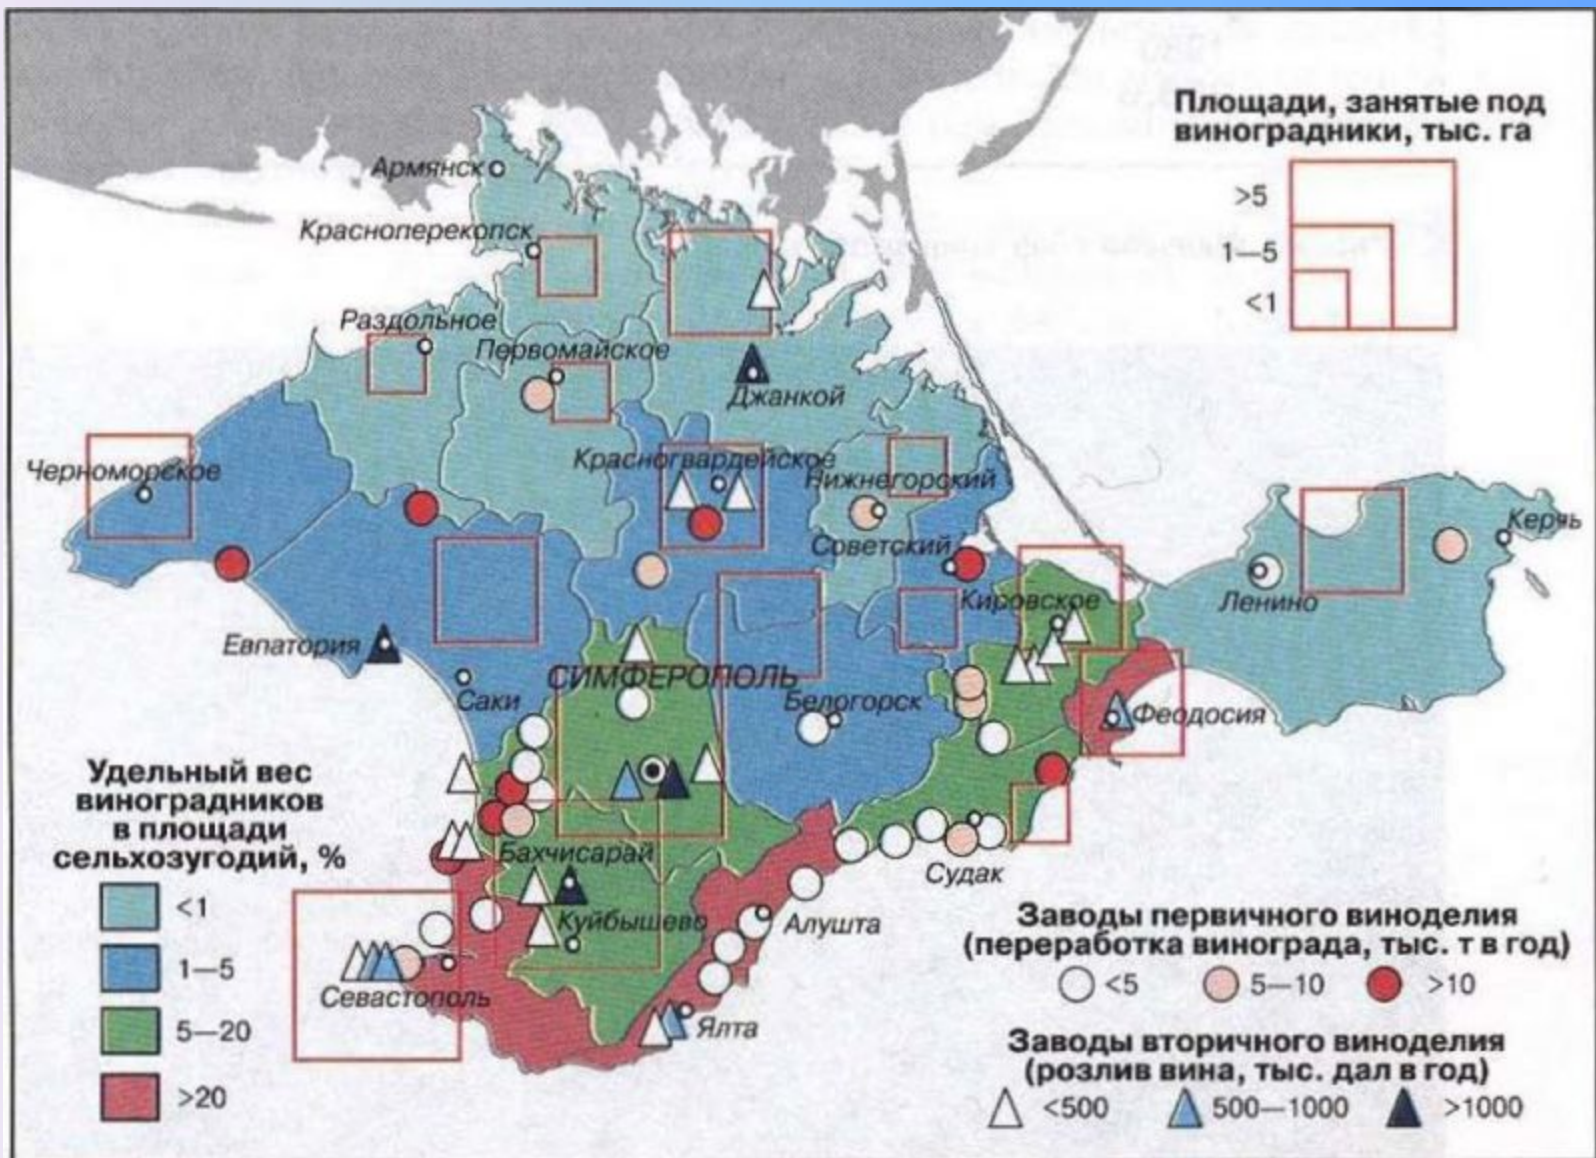 Площади, занятые под
виноградники, тыс. га
>5
1—5
<1
Армянск
Красноперекопск
Раздольное
Первомайское
Джанкой
Черноморское
Красногвардейское
Нижнегорский
Советский
Керчь
Кировское
Ленино
Евпатория
Саки
СИМФЕРОПОЛЬ
Белогорск
Феодосия
Бахчисарай
Судак
Куйбышево
Алушта
Севастополь
Ялта
Удельный вес
виноградников
в площади
сельхозугодий, %
<1
1—5
5—20
>20
Заводы первичного виноделия
(переработка винограда, тыс. т в год)
<5 5—10 >10
Заводы вторичного виноделия
(розлив вина, тыс. дал в год)
<500 500—1000 >1000